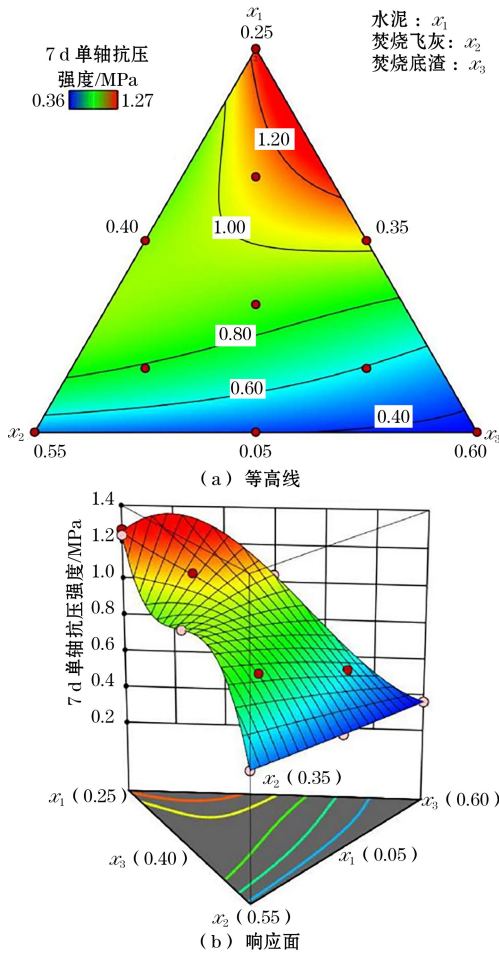 x₁
0.25
水泥：x₁
焚烧飞灰：x₂
焚烧底渣：x₃
7 d 单轴抗压
强度/MPa
0.36 1.27
1.20
0.40
1.00
0.35
0.80
0.60
0.40
x₂
x₃
0.55
0.05
0.60
(a) 等高线
7 d 单轴抗压强度/MPa
1.4
1.2
1.0
0.8
0.6
0.4
0.2
x₂(0.35)
x₁(0.25)
x₃(0.60)
x₃(0.40)
x₁(0.05)
x₂(0.55)
(b) 响应面